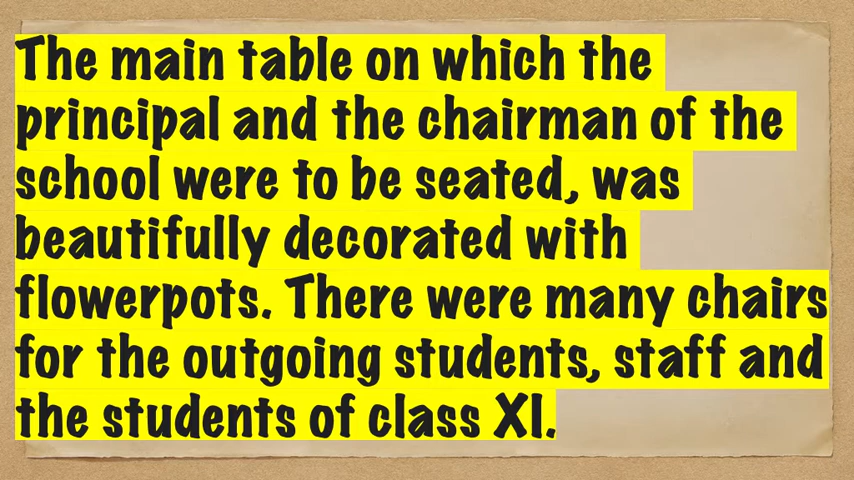 The main table on which the
principal and the chairman of the
school were to be seated, was
beautifully decorated with
flowerpots. There were many chairs
for the outgoing students, staff and
the students of class XI.